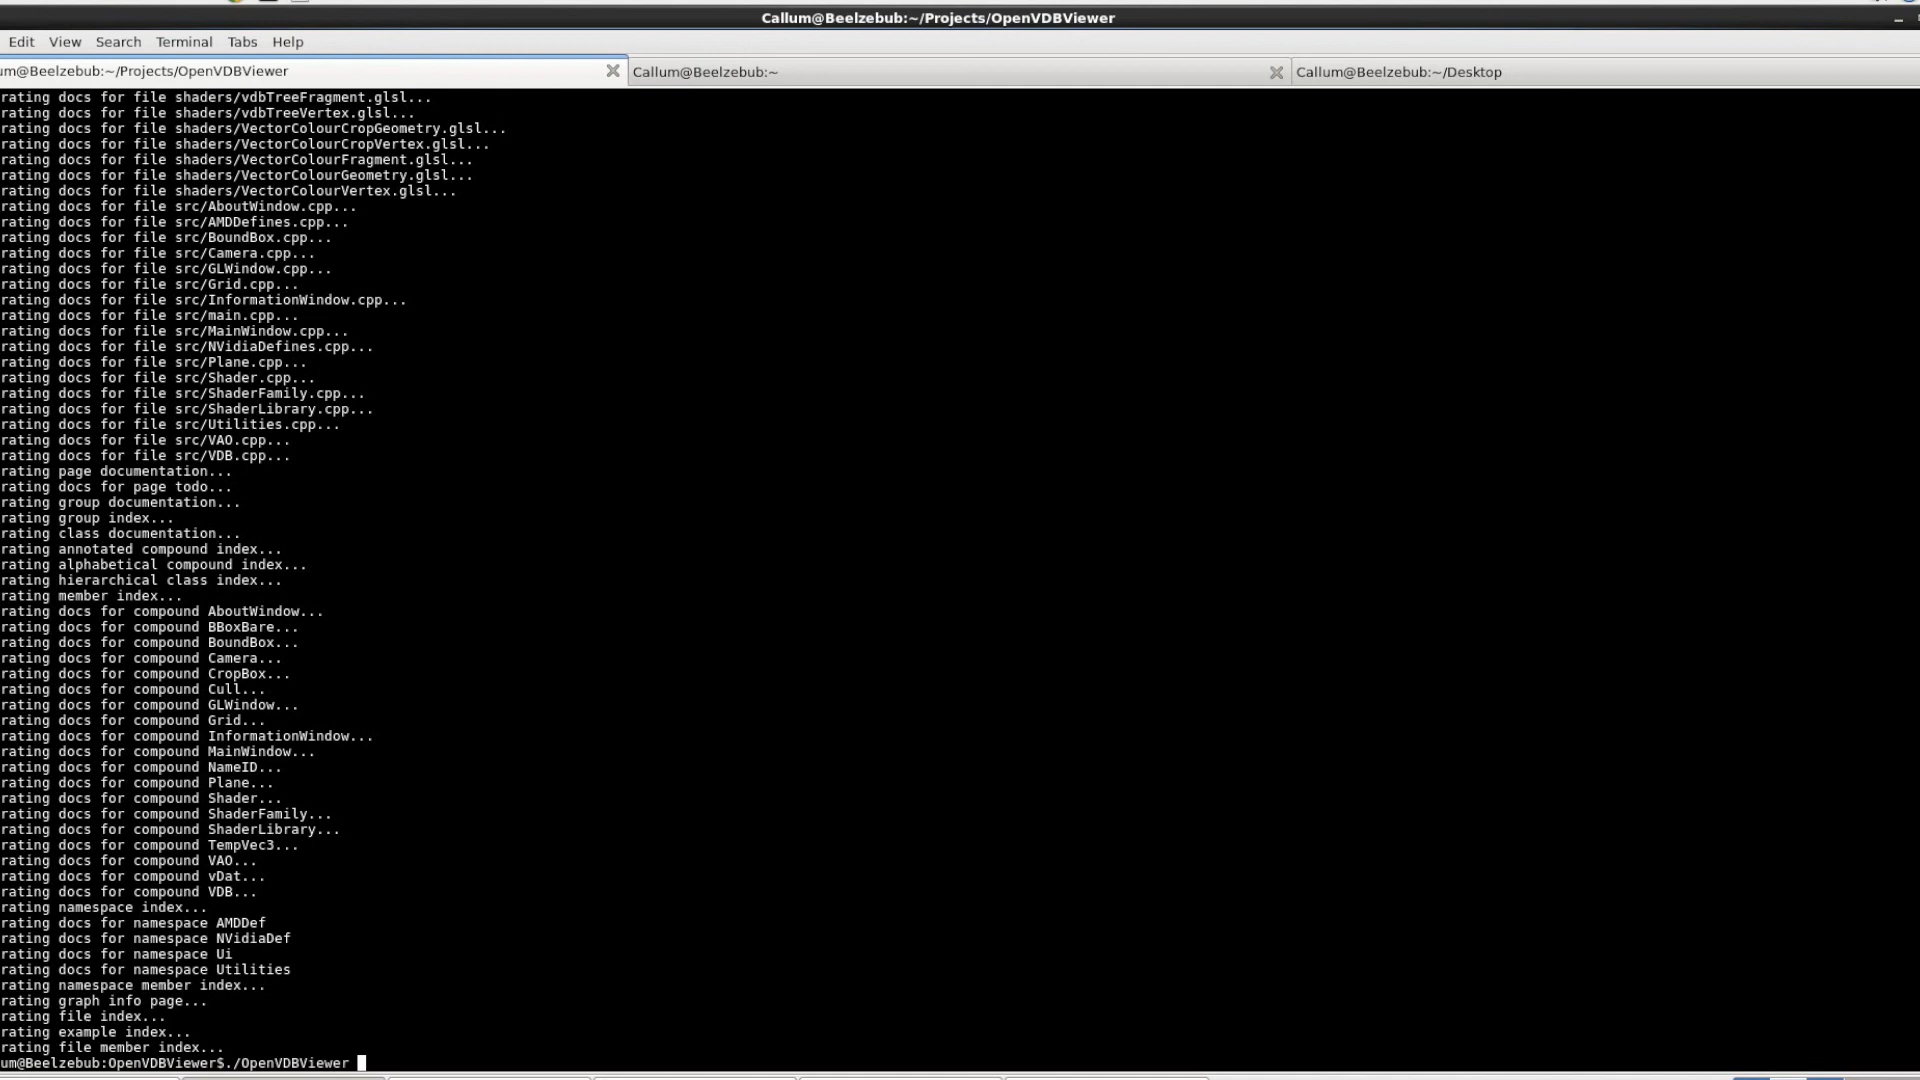 Callum@Beelzebub:~/Projects/OpenVDBViewer
Edit View Search Terminal Tabs Help
um@Beelzebub:~/Projects/OpenVDBViewer Callum@Beelzebub:~ Callum@Beelzebub:~/Desktop
rating docs for file shaders/vdbTreeFragment.glsl...
rating docs for file shaders/vdbTreeVertex.glsl...
rating docs for file shaders/VectorColourCropGeometry.glsl...
rating docs for file shaders/VectorColourCropVertex.glsl...
rating docs for file shaders/VectorColourFragment.glsl...
rating docs for file shaders/VectorColourGeometry.glsl...
rating docs for file shaders/VectorColourVertex.glsl...
rating docs for file src/AboutWindow.cpp...
rating docs for file src/AMDDefines.cpp...
rating docs for file src/BoundBox.cpp...
rating docs for file src/Camera.cpp...
rating docs for file src/GLWindow.cpp...
rating docs for file src/Grid.cpp...
rating docs for file src/InformationWindow.cpp...
rating docs for file src/main.cpp...
rating docs for file src/MainWindow.cpp...
rating docs for file src/NVidiaDefines.cpp...
rating docs for file src/Plane.cpp...
rating docs for file src/Shader.cpp...
rating docs for file src/ShaderFamily.cpp...
rating docs for file src/ShaderLibrary.cpp...
rating docs for file src/Utilities.cpp...
rating docs for file src/VAO.cpp...
rating docs for file src/VDB.cpp...
rating page documentation...
rating docs for page todo...
rating group documentation...
rating group index...
rating class documentation...
rating annotated compound index...
rating alphabetical compound index...
rating hierarchical class index...
rating member index...
rating docs for compound AboutWindow...
rating docs for compound BBoxBare...
rating docs for compound BoundBox...
rating docs for compound Camera...
rating docs for compound CropBox...
rating docs for compound Cull...
rating docs for compound GLWindow...
rating docs for compound Grid...
rating docs for compound InformationWindow...
rating docs for compound MainWindow...
rating docs for compound NameID...
rating docs for compound Plane...
rating docs for compound Shader...
rating docs for compound ShaderFamily...
rating docs for compound ShaderLibrary...
rating docs for compound TempVec3...
rating docs for compound VAO...
rating docs for compound vDat...
rating docs for compound VDB...
rating namespace index...
rating docs for namespace AMDDef
rating docs for namespace NVidiaDef
rating docs for namespace Ui
rating docs for namespace Utilities
rating namespace member index...
rating graph info page...
rating file index...
rating example index...
rating file member index...
um@Beelzebub:OpenVDBViewer$./OpenVDBViewer